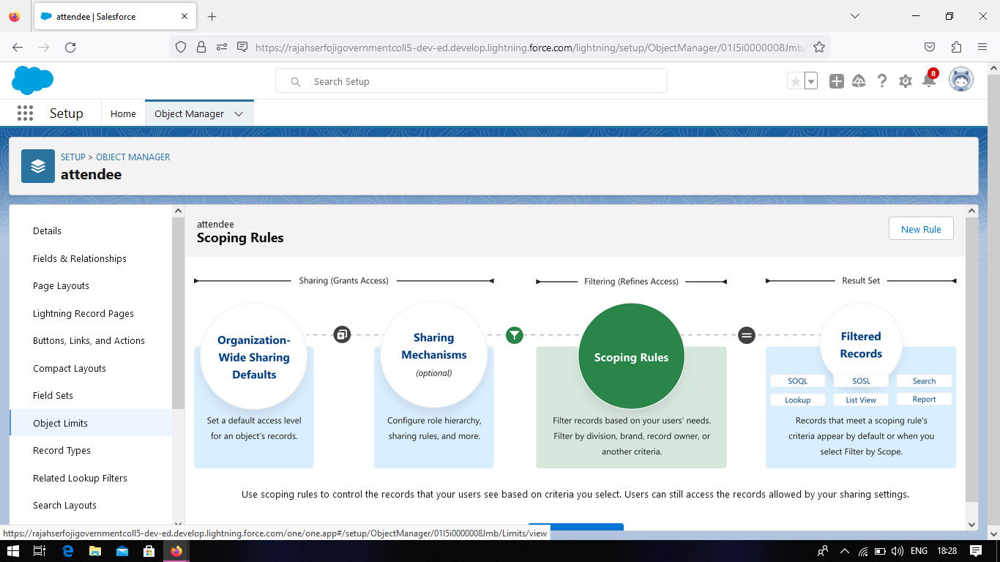 attendee | Salesforce
https://rajahserfojigovernmentcoll5-dev-ed.develop.lightning.force.com/lightning/setup/ObjectManager/01I5i0000008Jmb/
Search Setup
8
Setup
Home
Object Manager
SETUP > OBJECT MANAGER
attendee
Details
Fields & Relationships
Page Layouts
Lightning Record Pages
Buttons, Links, and Actions
Compact Layouts
Field Sets
Object Limits
Record Types
Related Lookup Filters
Search Layouts
attendee
Scoping Rules
New Rule
Sharing (Grants Access)
Filtering (Refines Access)
Result Set
Organization-
Wide Sharing
Defaults
Set a default access level
for an object's records.
Sharing
Mechanisms
(optional)
Configure role hierarchy,
sharing rules, and more.
Scoping Rules
Filter records based on your users' needs.
Filter by division, brand, record owner, or
another criteria.
Filtered
Records
SOQL
SOSL
Search
Lookup
List View
Report
Records that meet a scoping rule's
criteria appear by default or when you
select Filter by Scope.
Use scoping rules to control the records that your users see based on criteria you select. Users can still access the records allowed by your sharing settings.
https://rajahserfojigovernmentcoll5-dev-ed.develop.lightning.force.com/one/one.app#/setup/ObjectManager/01I5i0000008Jmb/Limits/view
ENG
18:28